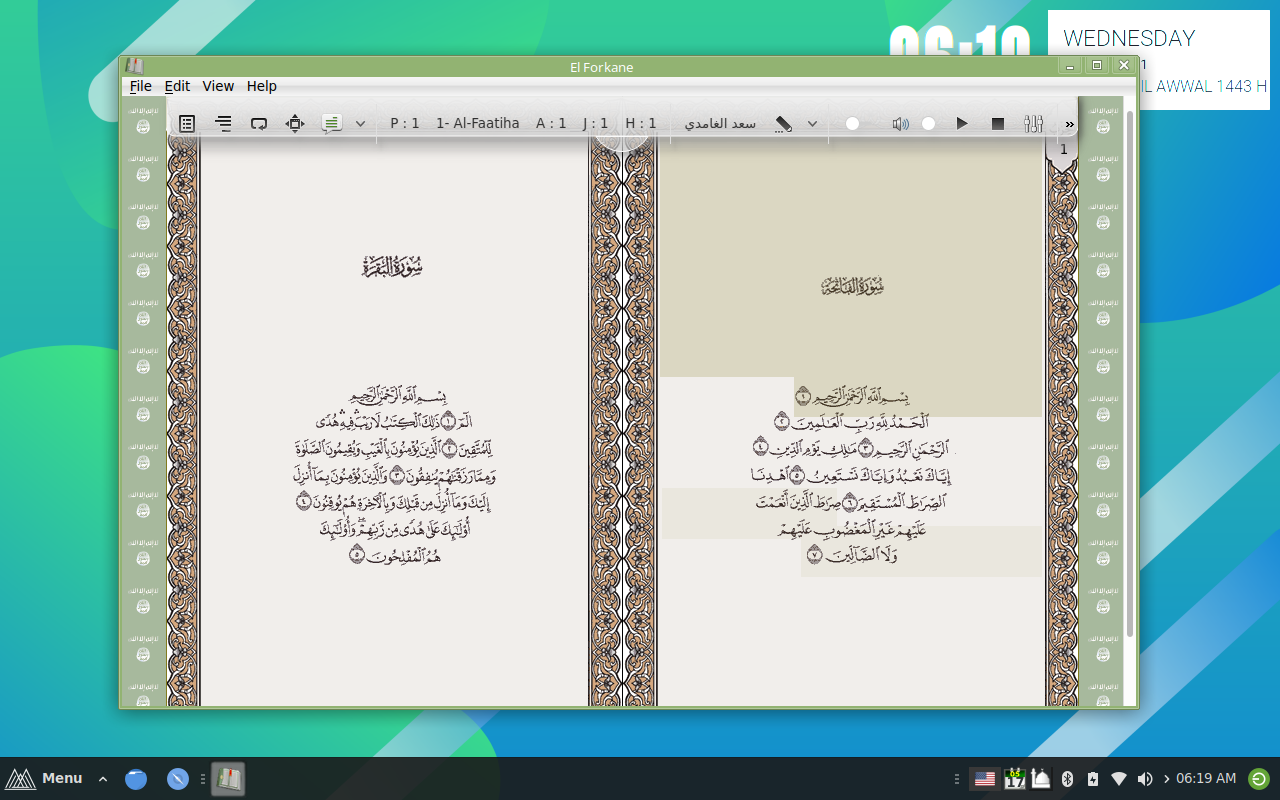 WEDNESDAY
IL AWWAL 1443 H
El Forkane
File Edit View Help
P : 1 1- Al-Faatiha A : 1 J : 1 H : 1 سعد الغامدي »
1
سُورَةُ الْبَقَرَةِ
بِسْمِ ٱللَّهِ ٱلرَّحْمَٰنِ ٱلرَّحِيمِ
الٓمٓ ١ ذَٰلِكَ ٱلْكِتَٰبُ لَا رَيْبَ ۛ فِيهِ ۛ هُدًى
لِّلْمُتَّقِينَ ٢ ٱلَّذِينَ يُؤْمِنُونَ بِٱلْغَيْبِ وَيُقِيمُونَ ٱلصَّلَوٰةَ
وَمِمَّا رَزَقْنَٰهُمْ يُنفِقُونَ ٣ وَٱلَّذِينَ يُؤْمِنُونَ بِمَآ أُنزِلَ
إِلَيْكَ وَمَآ أُنزِلَ مِن قَبْلِكَ وَبِٱلْءَاخِرَةِ هُمْ يُوقِنُونَ ٤
أُو۟لَٰٓئِكَ عَلَىٰ هُدًى مِّن رَّبِّهِمْ ۖ وَأُو۟لَٰٓئِكَ
هُمُ ٱلْمُفْلِحُونَ ٥
سُورَةُ الْفَاتِحَةِ
بِسْمِ ٱللَّهِ ٱلرَّحْمَٰنِ ٱلرَّحِيمِ ١
ٱلْحَمْدُ لِلَّهِ رَبِّ ٱلْعَٰلَمِينَ ٢
ٱلرَّحْمَٰنِ ٱلرَّحِيمِ ٣ مَٰلِكِ يَوْمِ ٱلدِّينِ ٤
إِيَّاكَ نَعْبُدُ وَإِيَّاكَ نَسْتَعِينُ ٥ ٱهْدِنَا
ٱلصِّرَٰطَ ٱلْمُسْتَقِيمَ ٦ صِرَٰطَ ٱلَّذِينَ أَنْعَمْتَ
عَلَيْهِمْ غَيْرِ ٱلْمَغْضُوبِ عَلَيْهِمْ
وَلَا ٱلضَّآلِّينَ ٧
Menu 05 17 06:19 AM